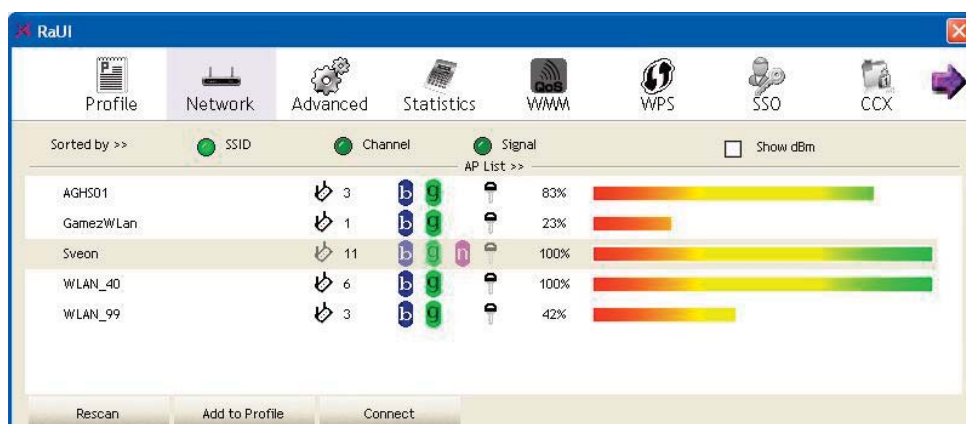 RaUI
Profile Network Advanced Statistics QoS WMM WPS SSO CCX
Sorted by >> SSID Channel Signal Show dBm
AP List >>
AGHS01 3 b g 83%
GamezWLan 1 b g 23%
Sveon 11 b g n 100%
WLAN_40 6 b g 100%
WLAN_99 3 b g 42%
Rescan Add to Profile Connect